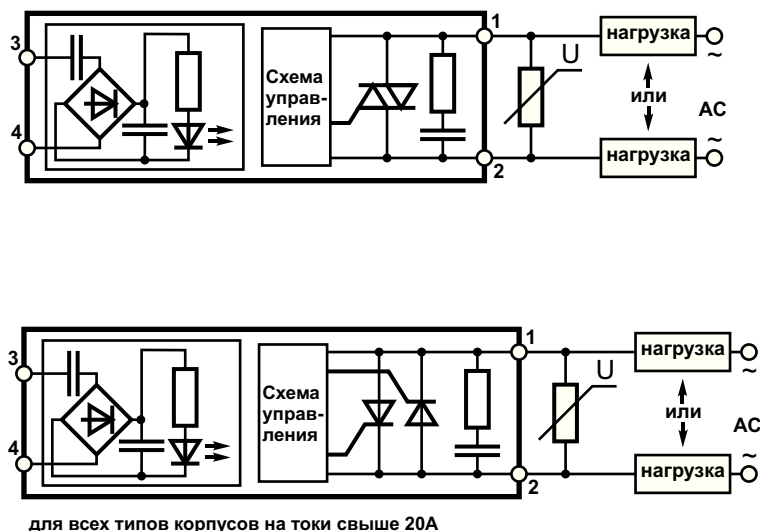 1
нагрузка
~
3
U
Схема
управ-
ления
или
AC
4
~
нагрузка
2
1
нагрузка
~
3
U
Схема
управ-
ления
или
AC
4
~
нагрузка
2
для всех типов корпусов на токи свыше 20А